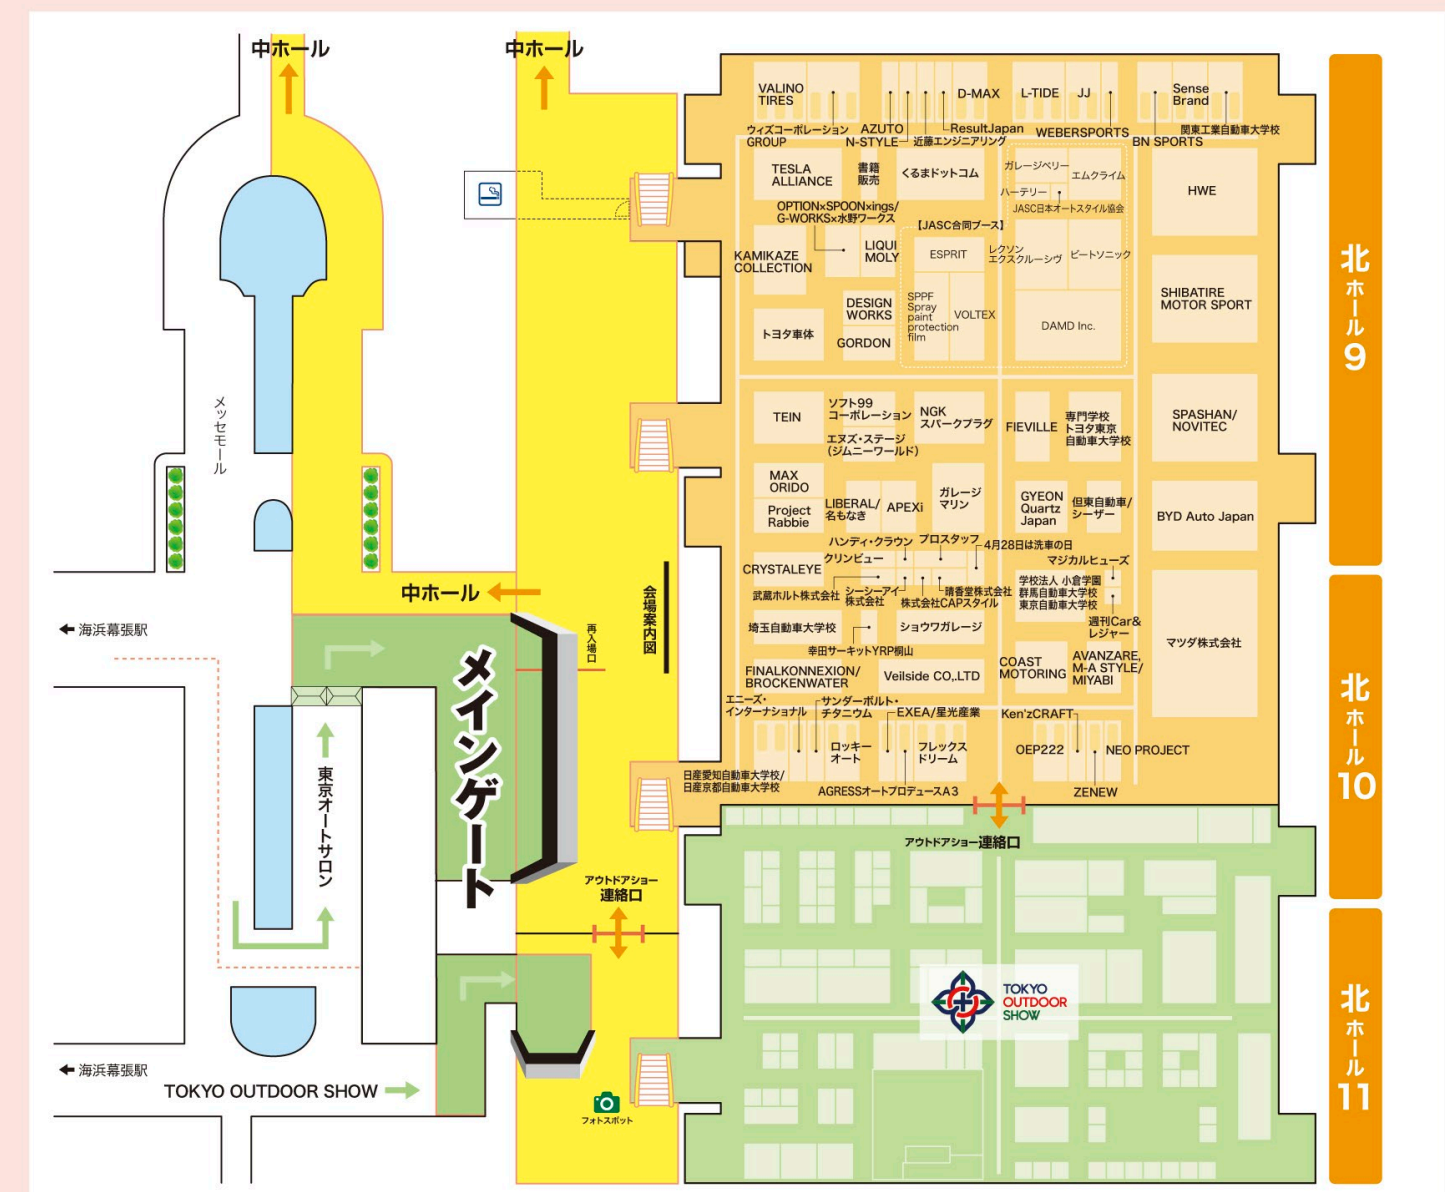 中ホール
中ホール
メッセモール
← 海浜幕張駅
中ホール
会場案内図
再入場口
メインゲート
東京オートサロン
アウトドアショー
連絡口
← 海浜幕張駅
TOKYO OUTDOOR SHOW
フォトスポット
VALINO
TIRES
ウィズコーポレーション
GROUP
AZUTO
N-STYLE
近藤エンジニアリング
ResultJapan
D-MAX
L-TIDE
JJ
WEBERSPORTS
BN SPORTS
Sense
Brand
関東工業自動車大学校
TESLA
ALLIANCE
書籍
販売
くるまドットコム
ガレージベリー
エムクライム
ハーテリー
JASC日本オートスタイル協会
HWE
OPTION×SPOON×ings/
G-WORKS×水野ワークス
【JASC合同ブース】
KAMIKAZE
COLLECTION
LIQUI
MOLY
ESPRIT
レクソン
エクスクルーシヴ
ビートソニック
SHIBATIRE
MOTOR SPORT
DESIGN
WORKS
SPPF
Spray
paint
protection
film
VOLTEX
DAMD Inc.
トヨタ車体
GORDON
TEIN
ソフト99
コーポレーション
エヌズ・ステージ
(ジムニーワールド)
NGK
スパークプラグ
FIEVILLE
専門学校
トヨタ東京
自動車大学校
SPASHAN/
NOVITEC
MAX
ORIDO
Project
Rabbie
LIBERAL/
名もなき
APEXi
ガレージ
マリン
GYEON
Quartz
Japan
但東自動車/
シーザー
BYD Auto Japan
ハンディ・クラウン
プロスタッフ
4月28日は洗車の日
クリンビュー
マジカルヒューズ
CRYSTALEYE
武蔵ホルト株式会社
シーシーアイ
株式会社
株式会社CAPスタイル
晴香堂株式会社
学校法人 小倉学園
群馬自動車大学校
東京自動車大学校
週刊Car&
レジャー
埼玉自動車大学校
ショウワガレージ
幸田サーキットYRP桐山
マツダ株式会社
FINALKONNEXION/
BROCKENWATER
Veilside CO,.LTD
COAST
MOTORING
AVANZARE,
M-A STYLE/
MIYABI
エニーズ・
インターナショナル
サンダーボルト・
チタニウム
EXEA/星光産業
Ken'zCRAFT
ロッキー
オート
フレックス
ドリーム
OEP222
NEO PROJECT
日産愛知自動車大学校/
日産京都自動車大学校
AGRESSオートプロデュースA3
ZENEW
アウトドアショー連絡口
TOKYO
OUTDOOR
SHOW
北ホール9
北ホール10
北ホール11